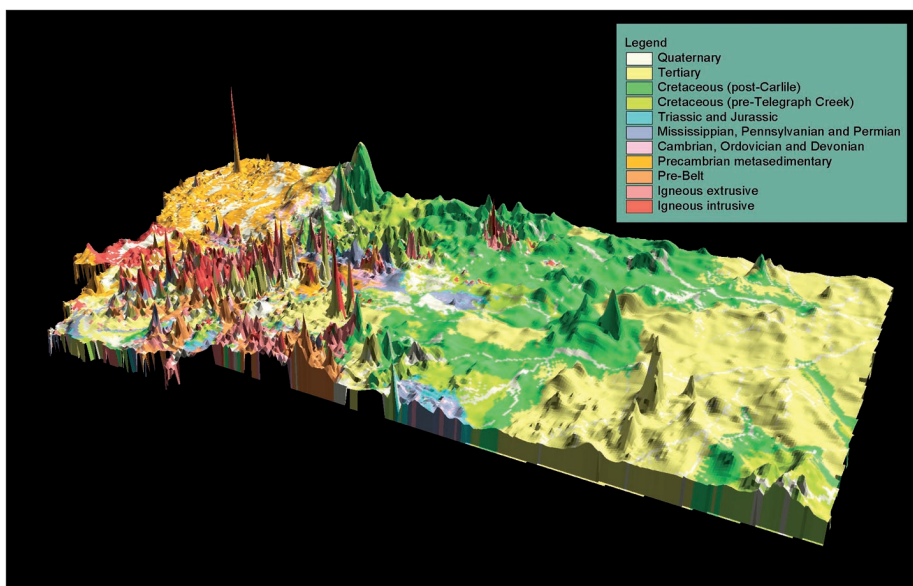 Legend
Quaternary
Tertiary
Cretaceous (post-Carlile)
Cretaceous (pre-Telegraph Creek)
Triassic and Jurassic
Mississippian, Pennsylvanian and Permian
Cambrian, Ordovician and Devonian
Precambrian metasedimentary
Pre-Belt
Igneous extrusive
Igneous intrusive